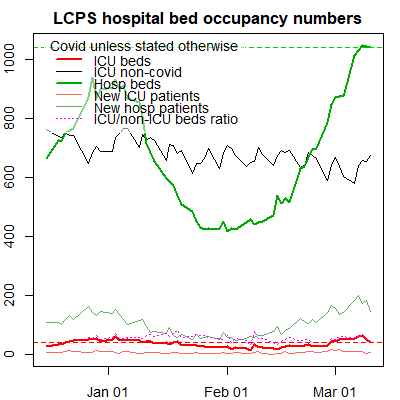 LCPS hospital bed occupancy numbers
Covid unless stated otherwise
ICU beds
ICU non-covid
Hosp beds
New ICU patients
New hosp patients
ICU/non-ICU beds ratio
1000
800
600
400
200
0
Jan 01 Feb 01 Mar 01